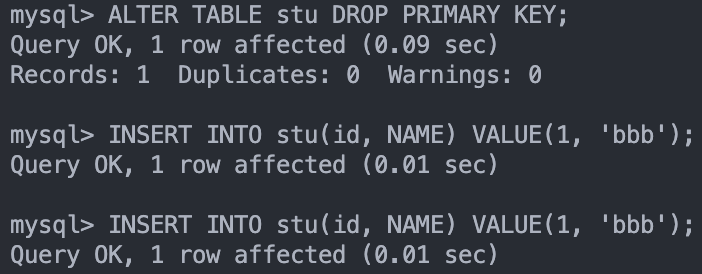 mysql> ALTER TABLE stu DROP PRIMARY KEY;
Query OK, 1 row affected (0.09 sec)
Records: 1  Duplicates: 0  Warnings: 0

mysql> INSERT INTO stu(id, NAME) VALUE(1, 'bbb');
Query OK, 1 row affected (0.01 sec)

mysql> INSERT INTO stu(id, NAME) VALUE(1, 'bbb');
Query OK, 1 row affected (0.01 sec)